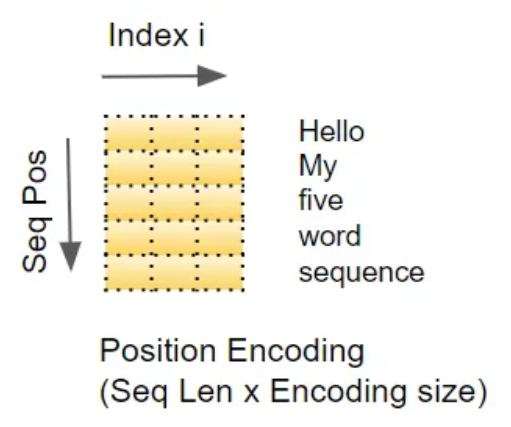 Index i
Seq Pos
Hello
My
five
word
sequence
Position Encoding
(Seq Len x Encoding size)